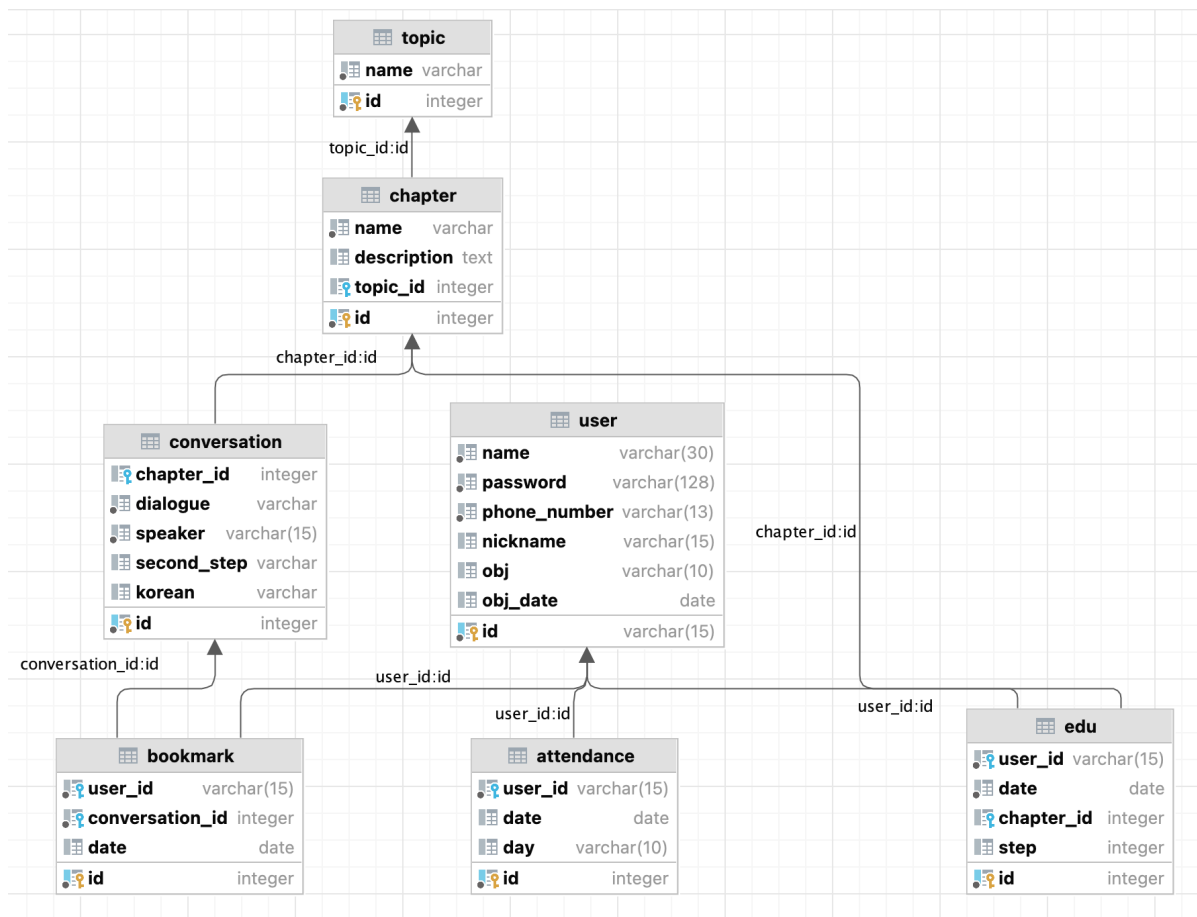 topic
name varchar
id integer
topic_id:id
chapter
name varchar
description text
topic_id integer
id integer
chapter_id:id
conversation
chapter_id integer
dialogue varchar
speaker varchar(15)
second_step varchar
korean varchar
id integer
user
name varchar(30)
password varchar(128)
phone_number varchar(13)
nickname varchar(15)
obj varchar(10)
obj_date date
id varchar(15)
chapter_id:id
conversation_id:id
user_id:id
user_id:id
user_id:id
bookmark
user_id varchar(15)
conversation_id integer
date date
id integer
attendance
user_id varchar(15)
date date
day varchar(10)
id integer
edu
user_id varchar(15)
date date
chapter_id integer
step integer
id integer